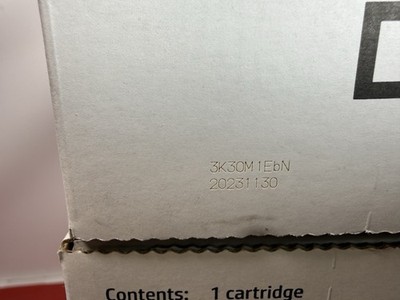 3K30M1EbN
20231130
Contents: 1 cartridge